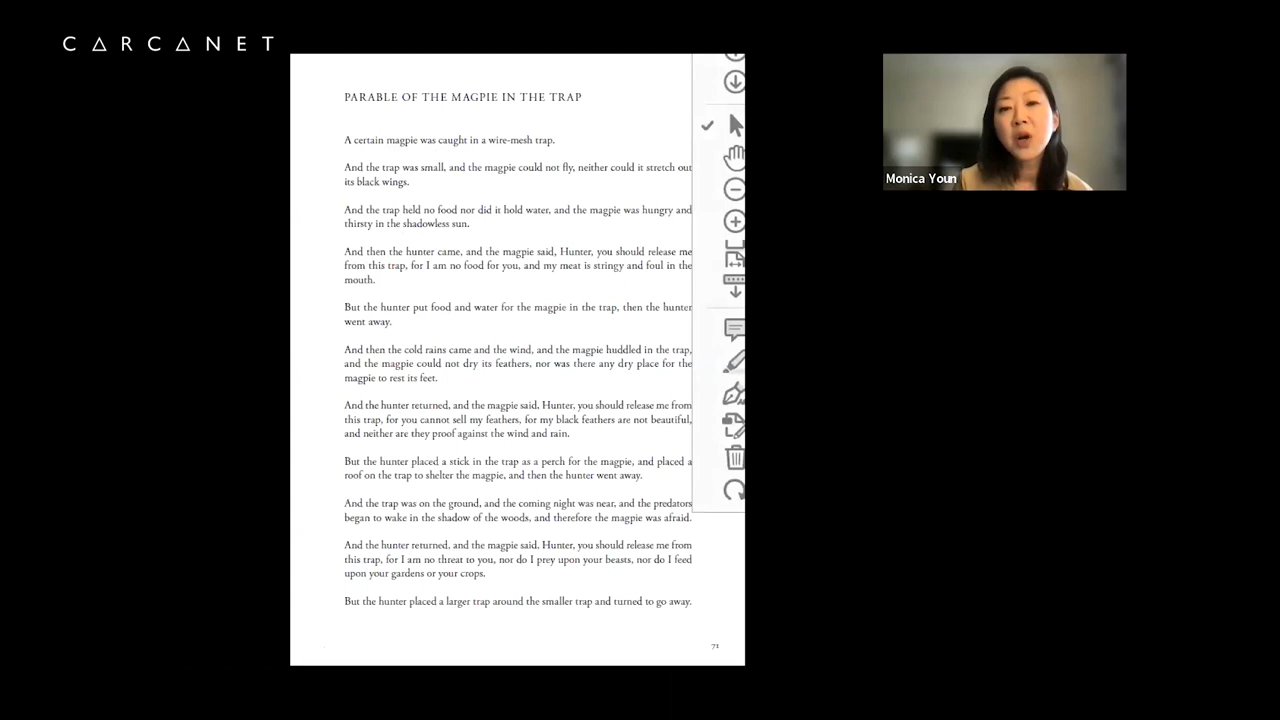 CARCANET
PARABLE OF THE MAGPIE IN THE TRAP
A certain magpie was caught in a wire-mesh trap.
And the trap was small, and the magpie could not fly, neither could it stretch out
its black wings.
And the trap held no food nor did it hold water, and the magpie was hungry and
thirsty in the shadowless sun.
And then the hunter came, and the magpie said, Hunter, you should release me
from this trap, for I am no food for you, and my meat is stringy and foul in the
mouth.
But the hunter put food and water for the magpie in the trap, then the hunter
went away.
And then the cold rains came and the wind, and the magpie huddled in the trap,
and the magpie could not dry its feathers, nor was there any dry place for the
magpie to rest its feet.
And the hunter returned, and the magpie said, Hunter, you should release me from
this trap, for you cannot sell my feathers, for my black feathers are not beautiful,
and neither are they proof against the wind and rain.
But the hunter placed a stick in the trap as a perch for the magpie, and placed a
roof on the trap to shelter the magpie, and then the hunter went away.
And the trap was on the ground, and the coming night was near, and the predators
began to wake in the shadow of the woods, and therefore the magpie was afraid.
And the hunter returned, and the magpie said, Hunter, you should release me from
this trap, for I am no threat to you, nor do I prey upon your beasts, nor do I feed
upon your gardens or your crops.
But the hunter placed a larger trap around the smaller trap and turned to go away.
71
Monica Youn